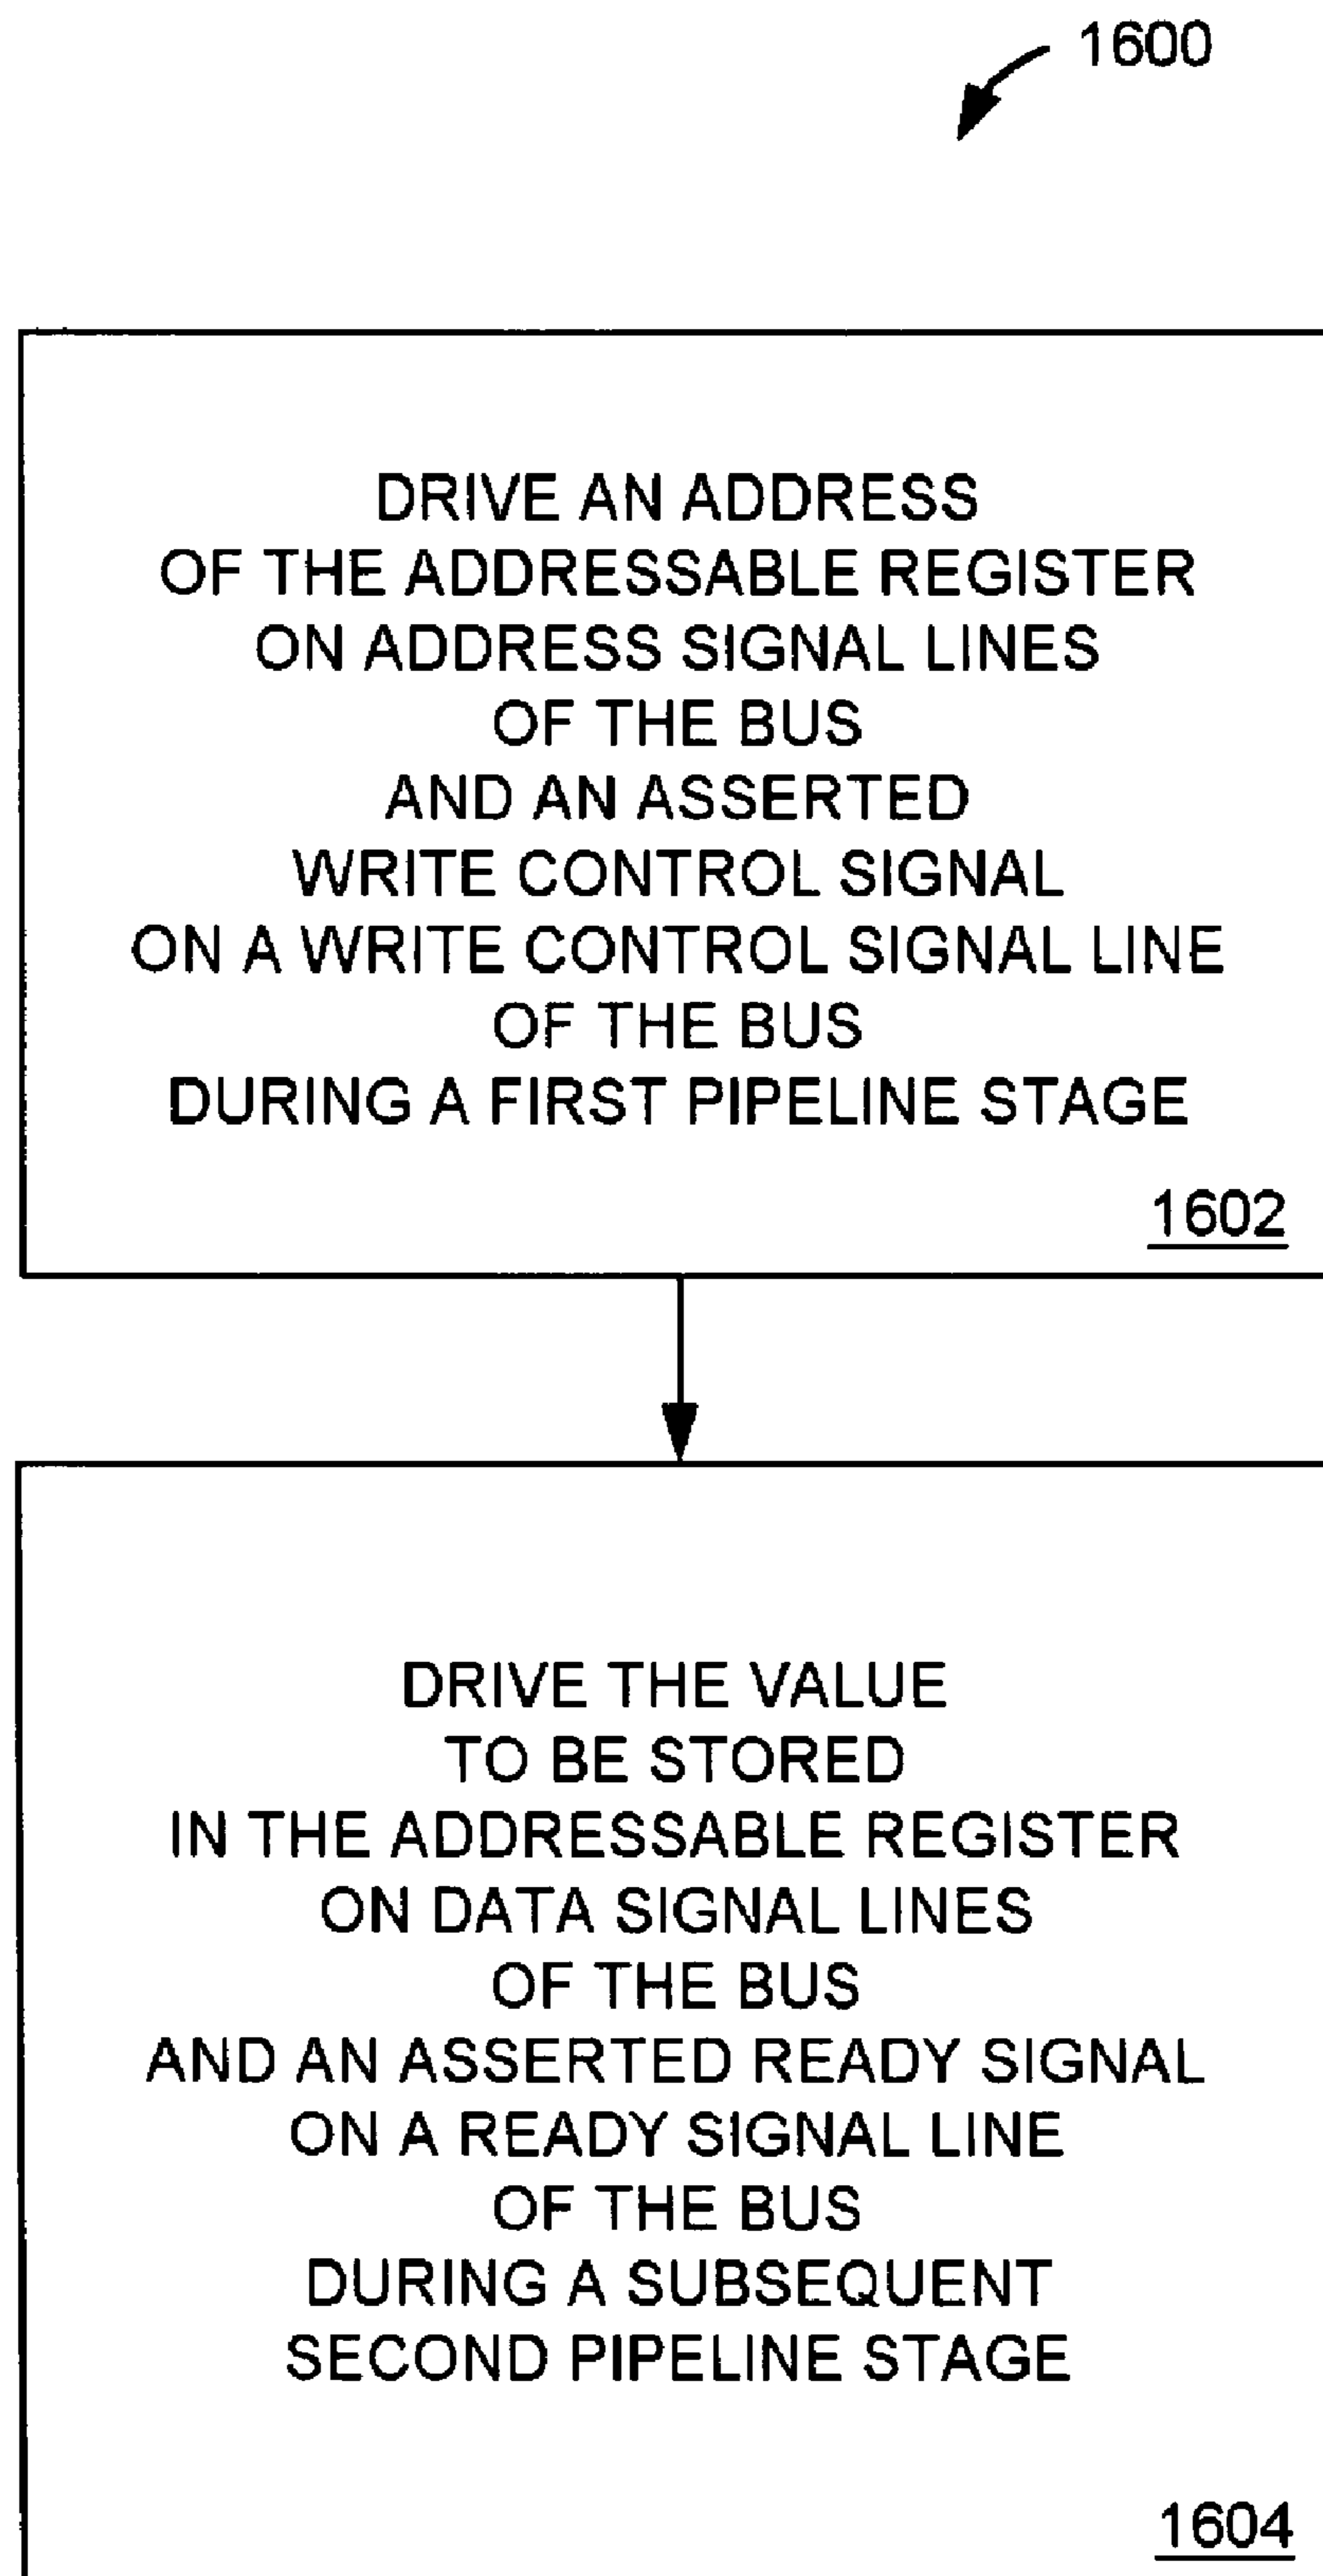 1600
DRIVE AN ADDRESS
OF THE ADDRESSABLE REGISTER
ON ADDRESS SIGNAL LINES
OF THE BUS
AND AN ASSERTED
WRITE CONTROL SIGNAL
ON A WRITE CONTROL SIGNAL LINE
OF THE BUS
DURING A FIRST PIPELINE STAGE
1602
DRIVE THE VALUE
TO BE STORED
IN THE ADDRESSABLE REGISTER
ON DATA SIGNAL LINES
OF THE BUS
AND AN ASSERTED READY SIGNAL
ON A READY SIGNAL LINE
OF THE BUS
DURING A SUBSEQUENT
SECOND PIPELINE STAGE
1604